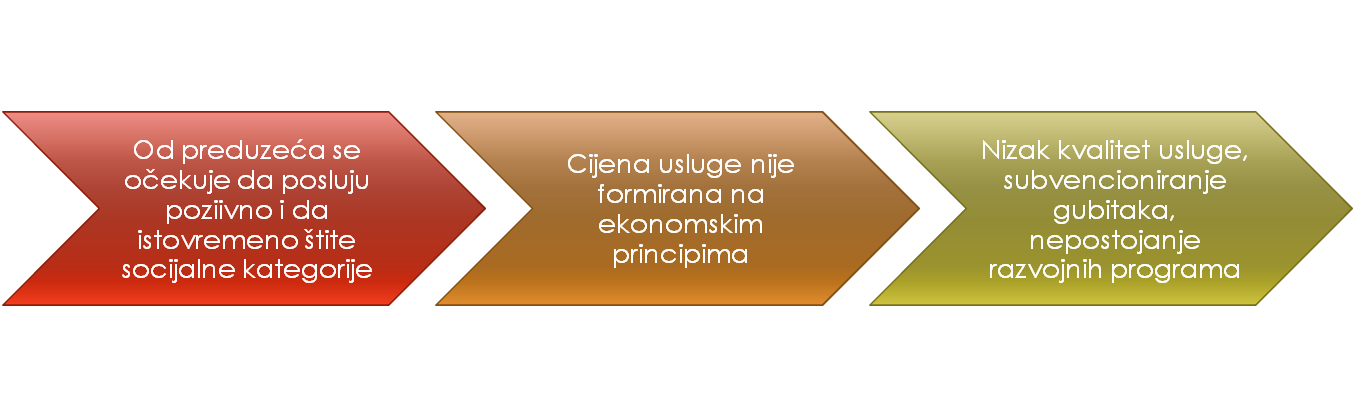 Od preduzeća se
očekuje da posluju
poziivno i da
istovremeno štite
socijalne kategorije
Cijena usluge nije
formirana na
ekonomskim
principima
Nizak kvalitet usluge,
subvencioniranje
gubitaka,
nepostojanje
razvojnih programa